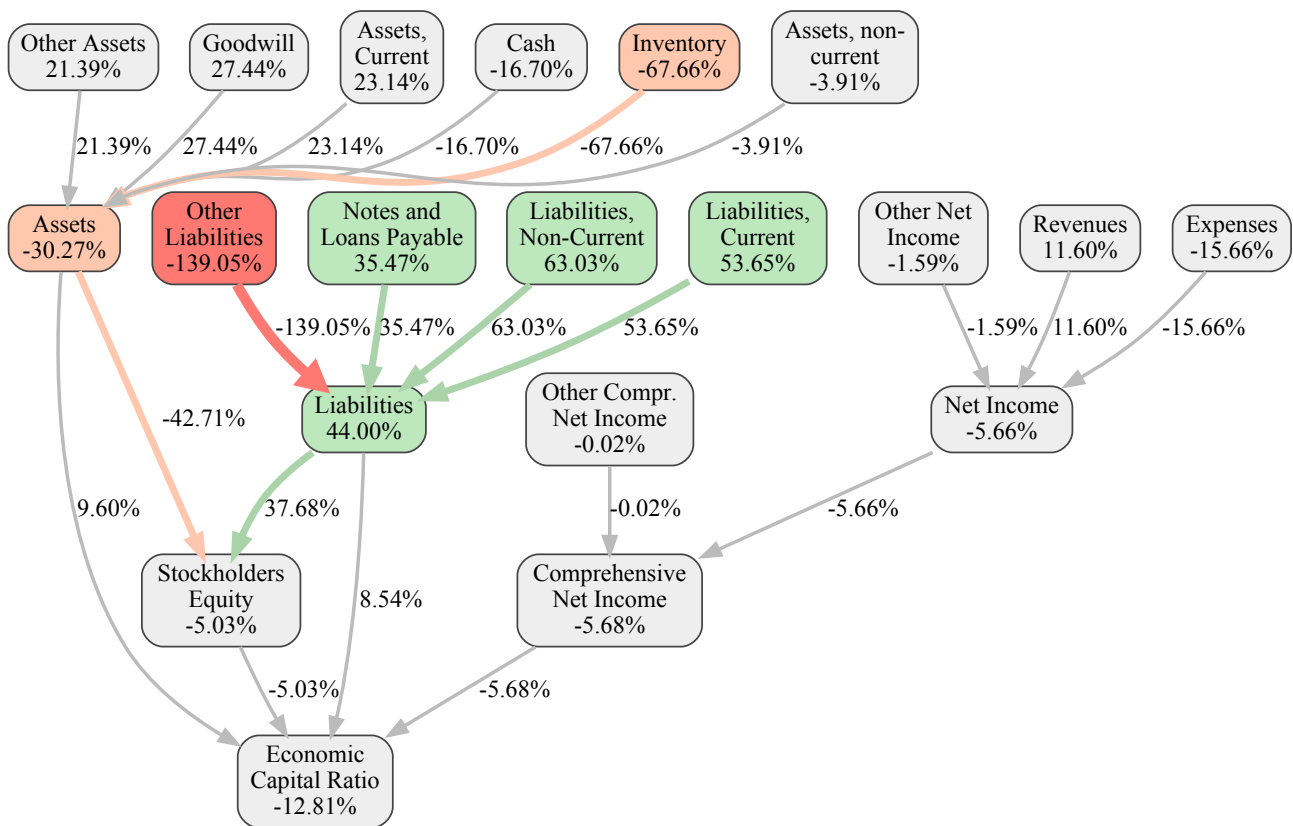 Other Assets
21.39%
Goodwill
27.44%
Assets,
Current
23.14%
Cash
-16.70%
Inventory
-67.66%
Assets, non-
current
-3.91%
21.39%
27.44%
23.14%
-16.70%
-67.66%
-3.91%
Assets
-30.27%
Other
Liabilities
-139.05%
Notes and
Loans Payable
35.47%
Liabilities,
Non-Current
63.03%
Liabilities,
Current
53.65%
Other Net
Income
-1.59%
Revenues
11.60%
Expenses
-15.66%
-139.05%
35.47%
63.03%
53.65%
-1.59%
11.60%
-15.66%
-42.71%
Liabilities
44.00%
Other Compr.
Net Income
-0.02%
Net Income
-5.66%
9.60%
37.68%
-0.02%
-5.66%
Stockholders
Equity
-5.03%
8.54%
Comprehensive
Net Income
-5.68%
-5.03%
-5.68%
Economic
Capital Ratio
-12.81%